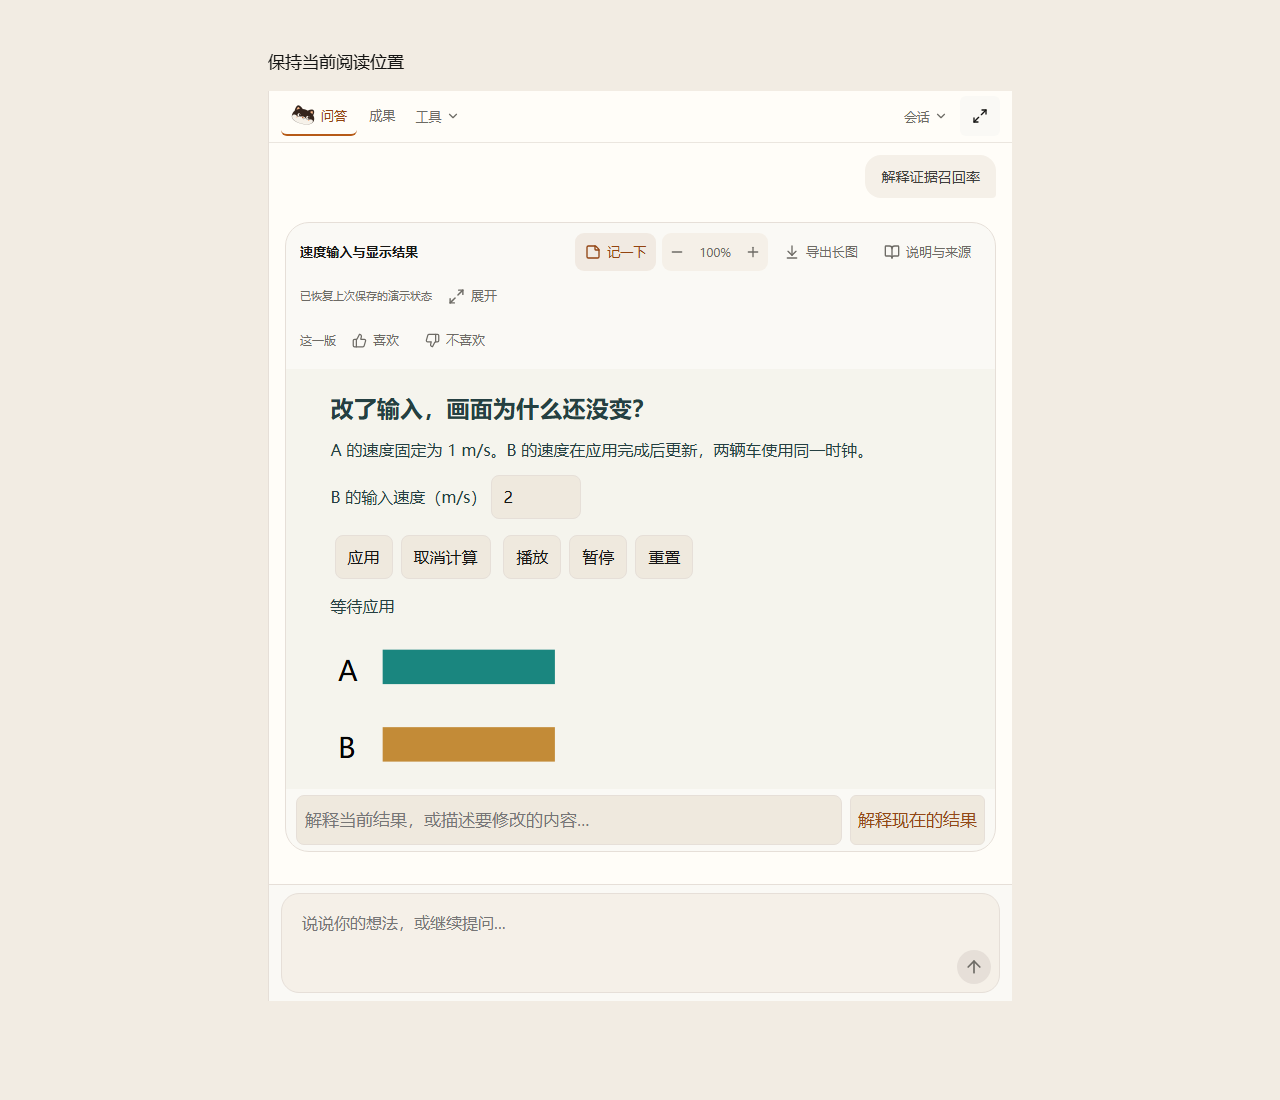 保持当前阅读位置
问答 成果 工具 会话
解释证据召回率
速度输入与显示结果 记一下 100% 导出长图 说明与来源
已恢复上次保存的演示状态 展开
这一版 喜欢 不喜欢
改了输入，画面为什么还没变？
A 的速度固定为 1 m/s。B 的速度在应用完成后更新，两辆车使用同一时钟。
B 的输入速度（m/s） 2
应用 取消计算 播放 暂停 重置
等待应用
A
B
解释当前结果，或描述要修改的内容... 解释现在的结果
说说你的想法，或继续提问...